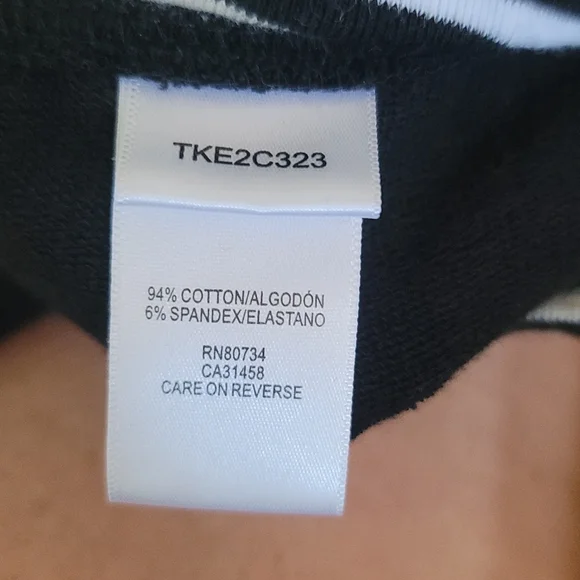 TKE2C323
94% COTTON/ALGODÓN
6% SPANDEX/ELASTANO
RN80734
CA31458
CARE ON REVERSE